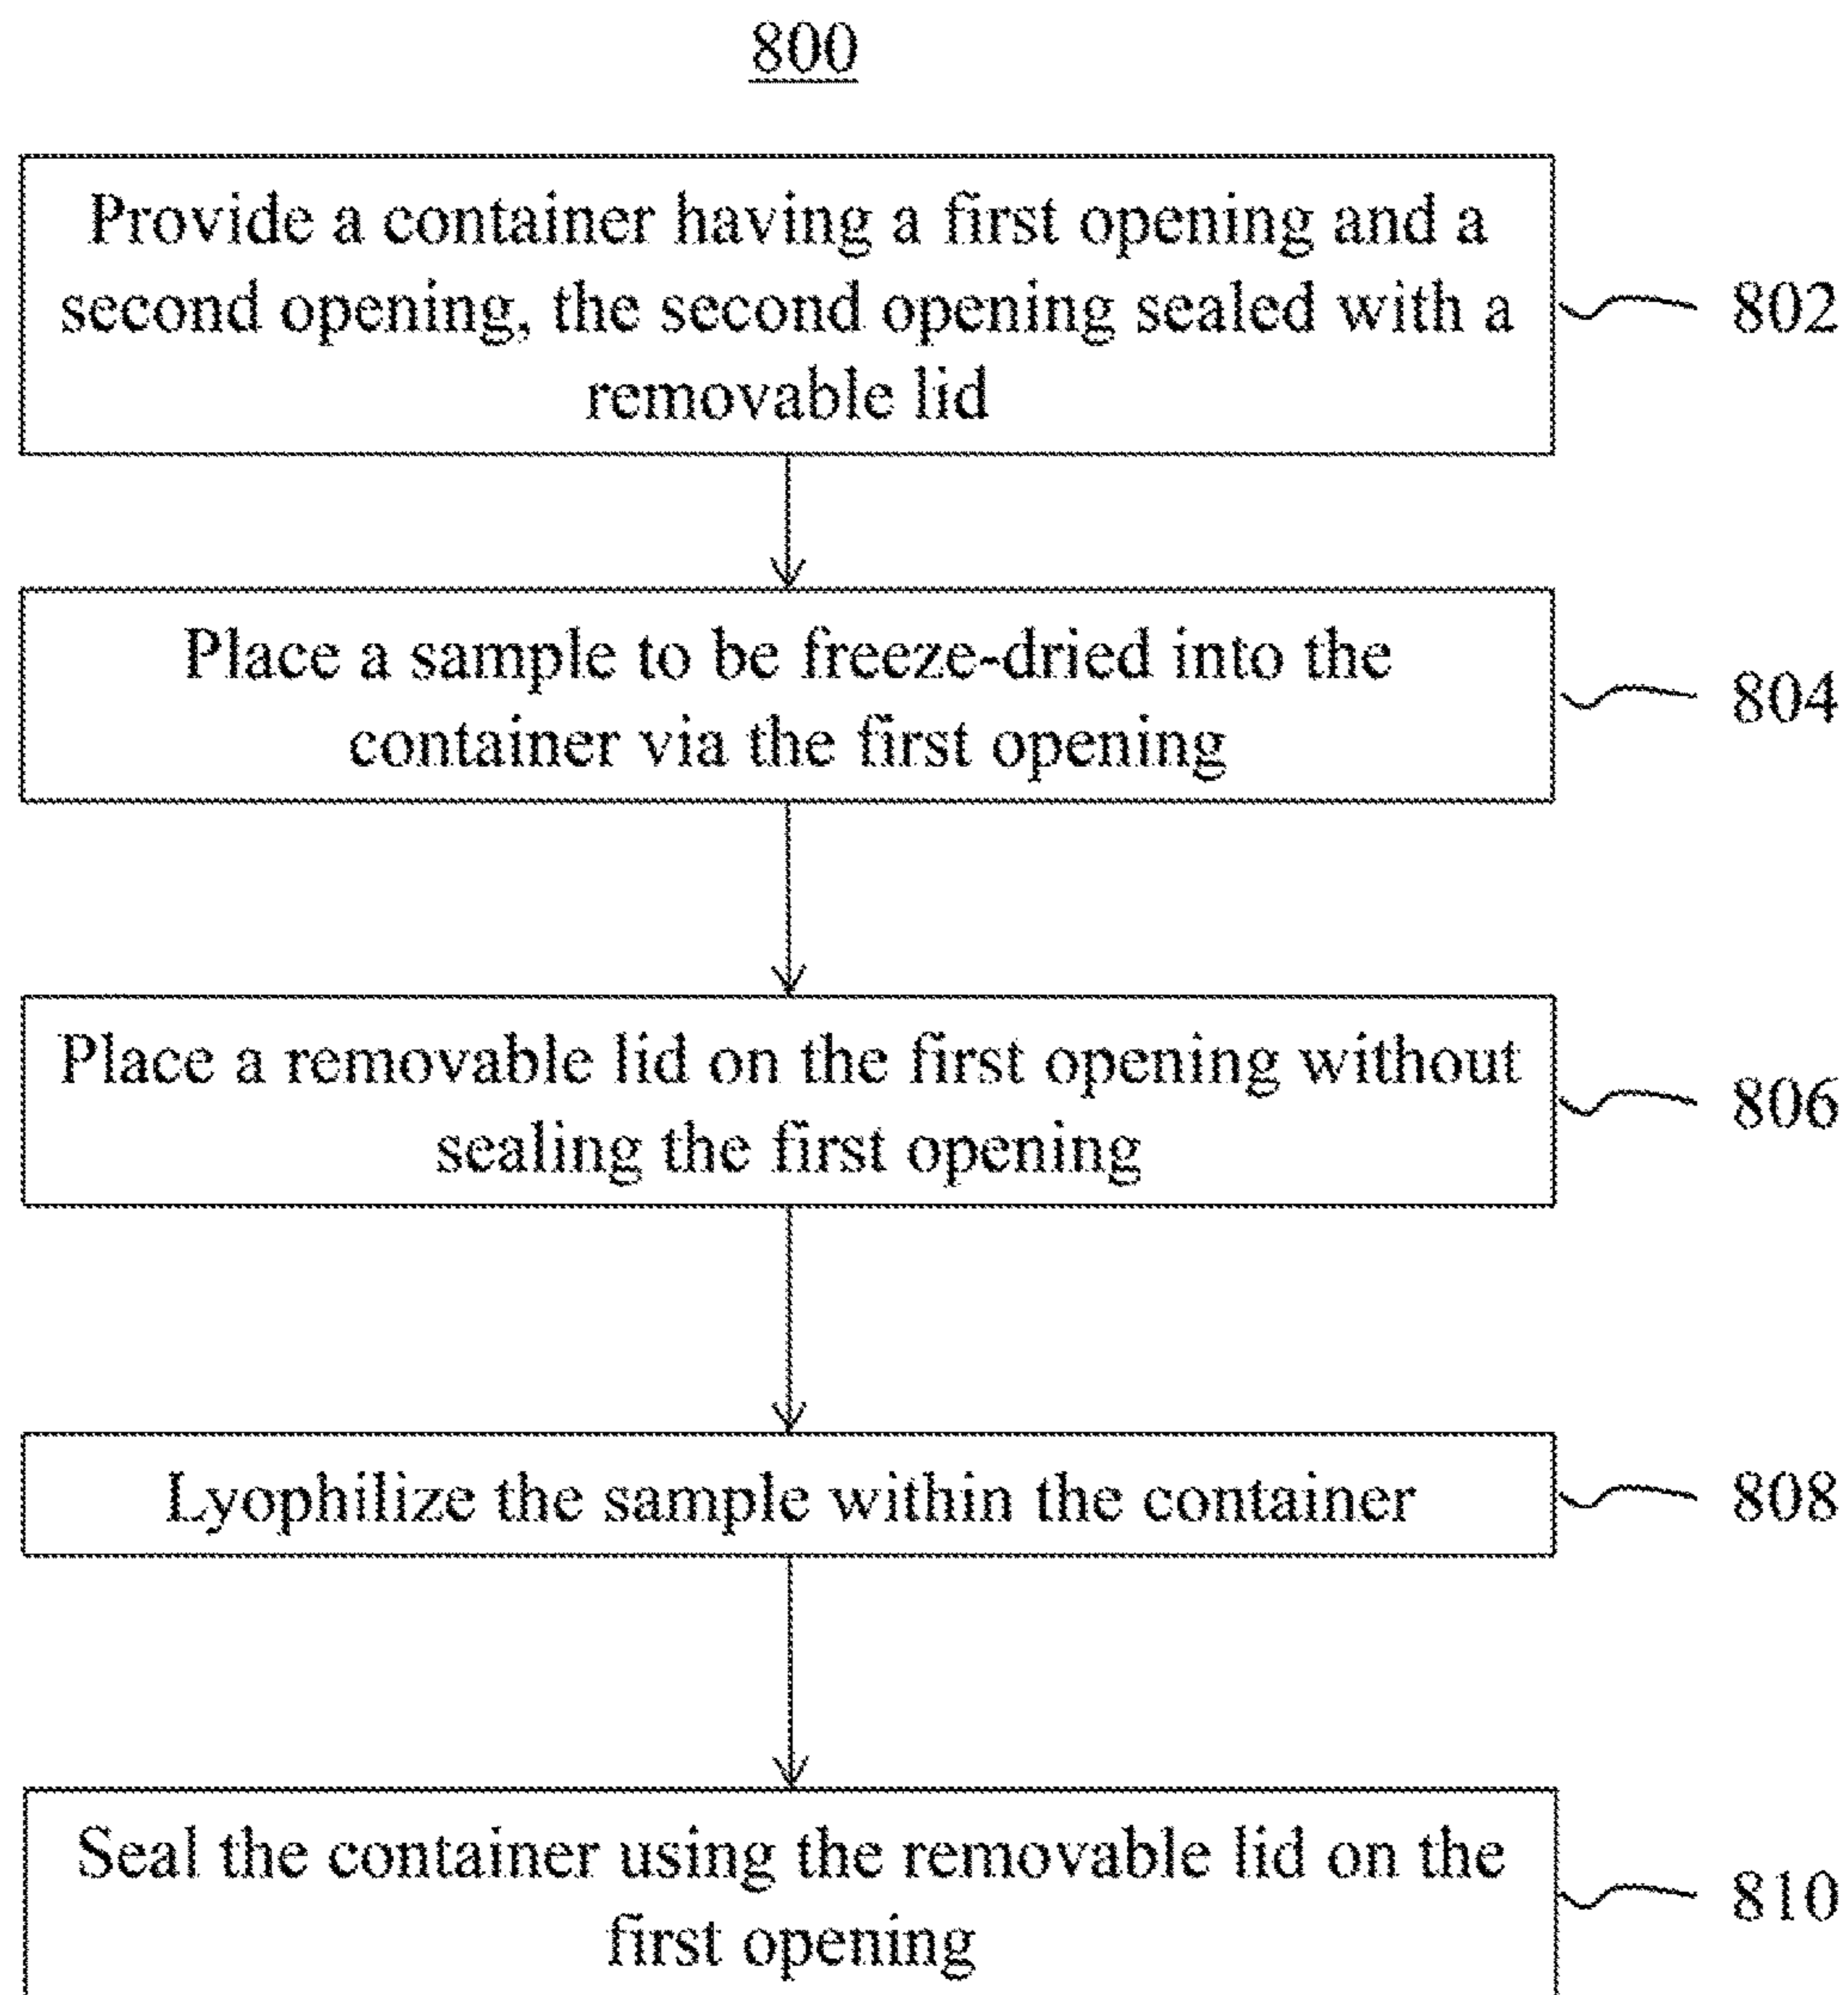 800
Provide a container having a first opening and a
second opening, the second opening sealed with a
removable lid
802
Place a sample to be freeze-dried into the
container via the first opening
804
Place a removable lid on the first opening without
sealing the first opening
806
Lyophilize the sample within the container
808
Seal the container using the removable lid on the
first opening
810